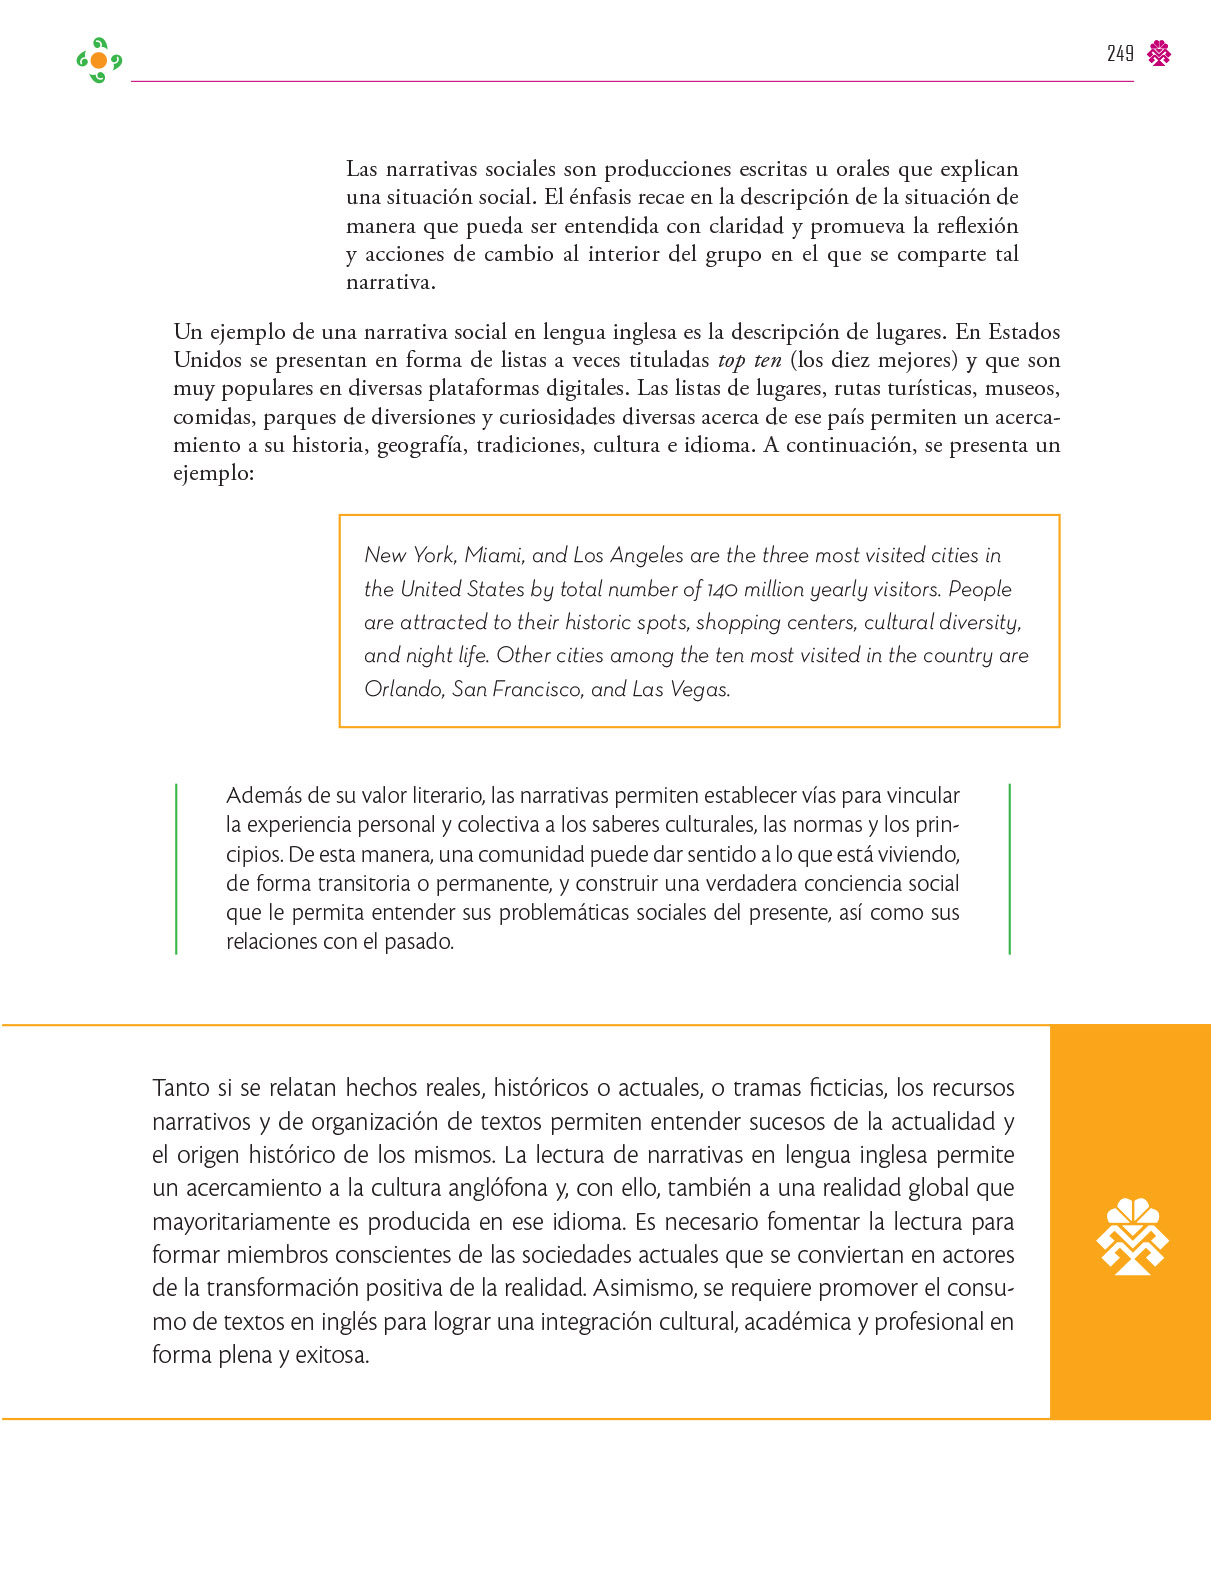 249
Las narrativas sociales son producciones escritas u orales que explican
una situación social. El énfasis recae en la descripción de la situación de
manera que pueda ser entendida con claridad y promueva la reflexión
y acciones de cambio al interior del grupo en el que se comparte tal
narrativa.
Un ejemplo de una narrativa social en lengua inglesa es la descripción de lugares. En Estados
Unidos se presentan en forma de listas a veces tituladas top ten (los diez mejores) y que son
muy populares en diversas plataformas digitales. Las listas de lugares, rutas turísticas, museos,
comidas, parques de diversiones y curiosidades diversas acerca de ese país permiten un acerca-
miento a su historia, geografía, tradiciones, cultura e idioma. A continuación, se presenta un
ejemplo:
New York, Miami, and Los Angeles are the three most visited cities in
the United States by total number of 140 million yearly visitors. People
are attracted to their historic spots, shopping centers, cultural diversity,
and night life. Other cities among the ten most visited in the country are
Orlando, San Francisco, and Las Vegas.
Además de su valor literario, las narrativas permiten establecer vías para vincular
la experiencia personal y colectiva a los saberes culturales, las normas y los prin-
cipios. De esta manera, una comunidad puede dar sentido a lo que está viviendo,
de forma transitoria o permanente, y construir una verdadera conciencia social
que le permita entender sus problemáticas sociales del presente, así como sus
relaciones con el pasado.
Tanto si se relatan hechos reales, históricos o actuales, o tramas ficticias, los recursos
narrativos y de organización de textos permiten entender sucesos de la actualidad y
el origen histórico de los mismos. La lectura de narrativas en lengua inglesa permite
un acercamiento a la cultura anglófona y, con ello, también a una realidad global que
mayoritariamente es producida en ese idioma. Es necesario fomentar la lectura para
formar miembros conscientes de las sociedades actuales que se conviertan en actores
de la transformación positiva de la realidad. Asimismo, se requiere promover el consu-
mo de textos en inglés para lograr una integración cultural, académica y profesional en
forma plena y exitosa.